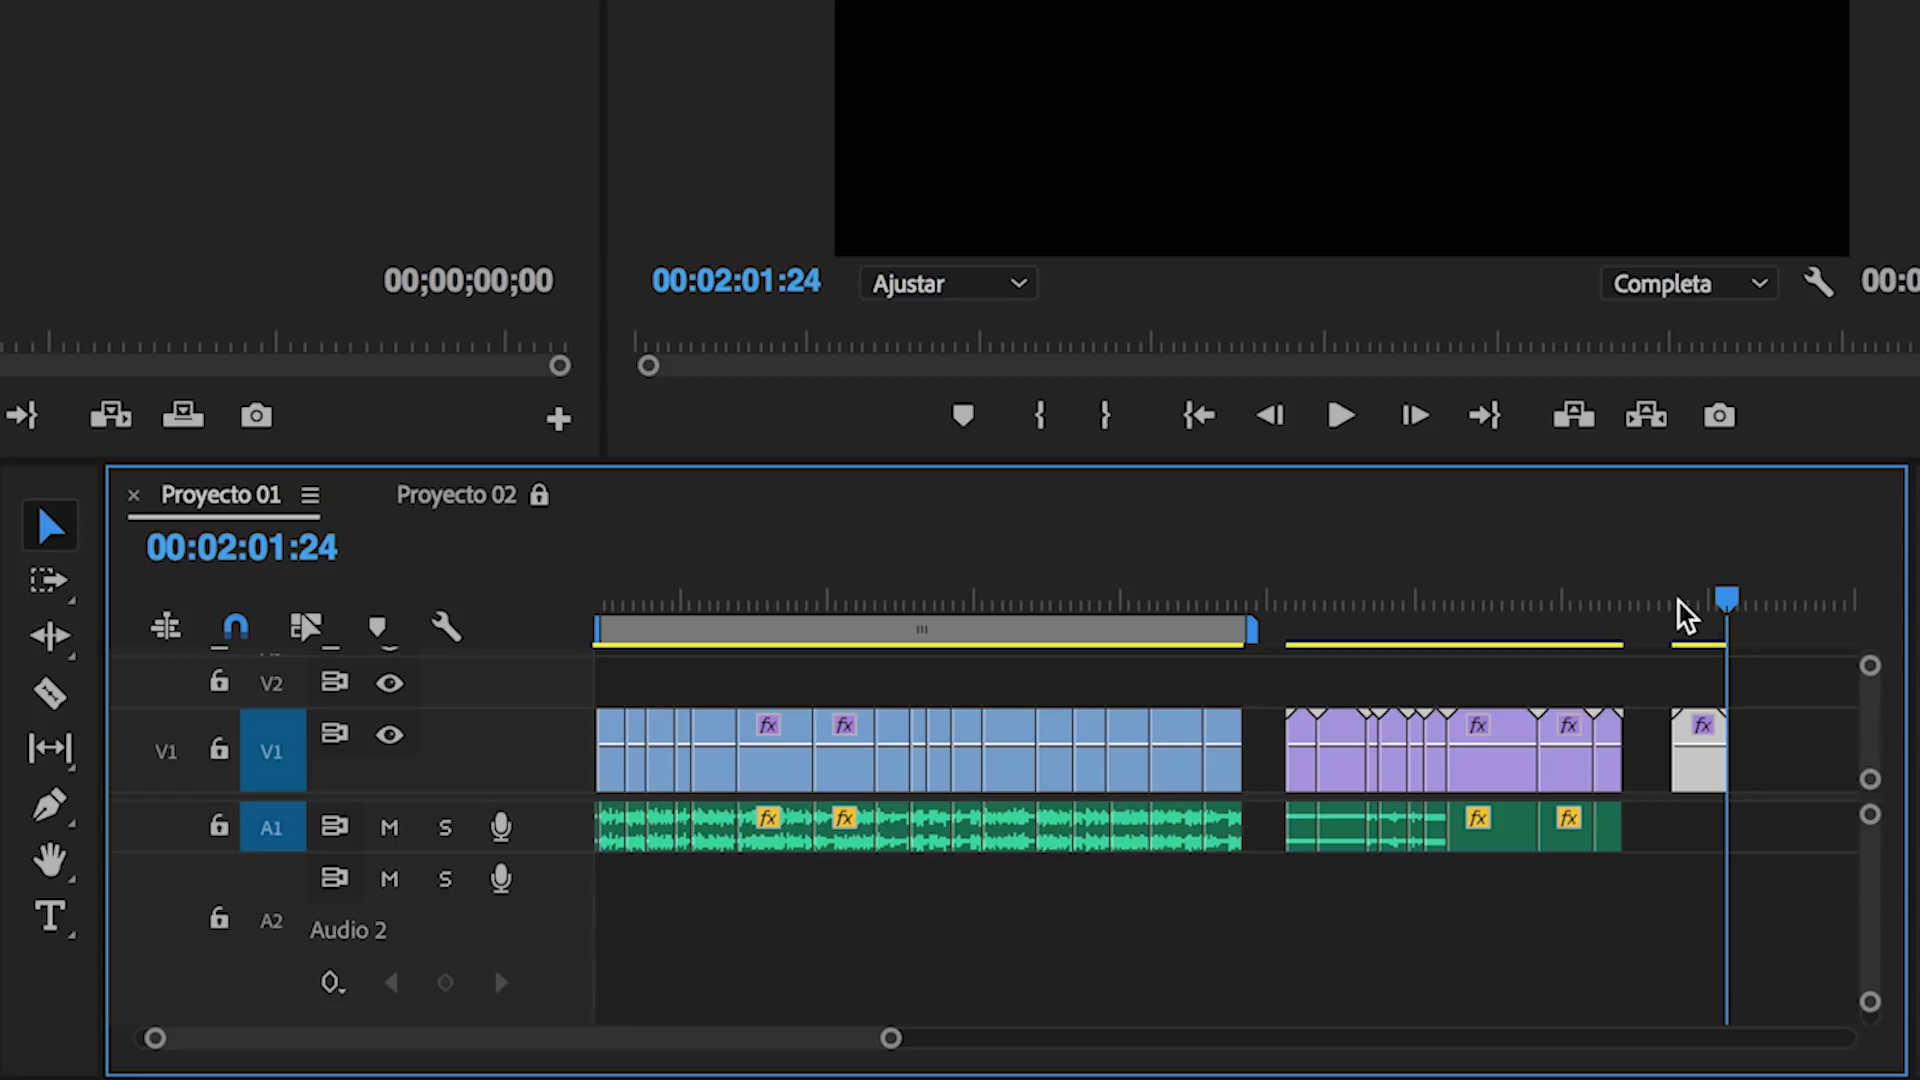 00;00;00;00
00:02:01:24 Ajustar Completa 00:0
Proyecto 01 Proyecto 02
00:02:01:24
V2
V1 V1 fx fx fx fx fx
A1 M S fx fx fx fx
M S
A2 Audio 2
T